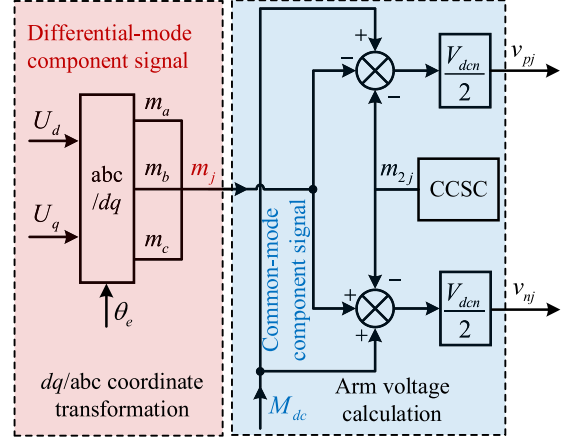 Differential-mode
component signal
U_d
U_q
abc
/dq
m_a
m_b
m_c
m_j
θ_e
dq/abc coordinate
transformation
Common-mode
component signal
M_dc
+
−
−
V_dcn
2
v_pj
m_2j
CCSC
−
+
+
V_dcn
2
v_nj
Arm voltage
calculation